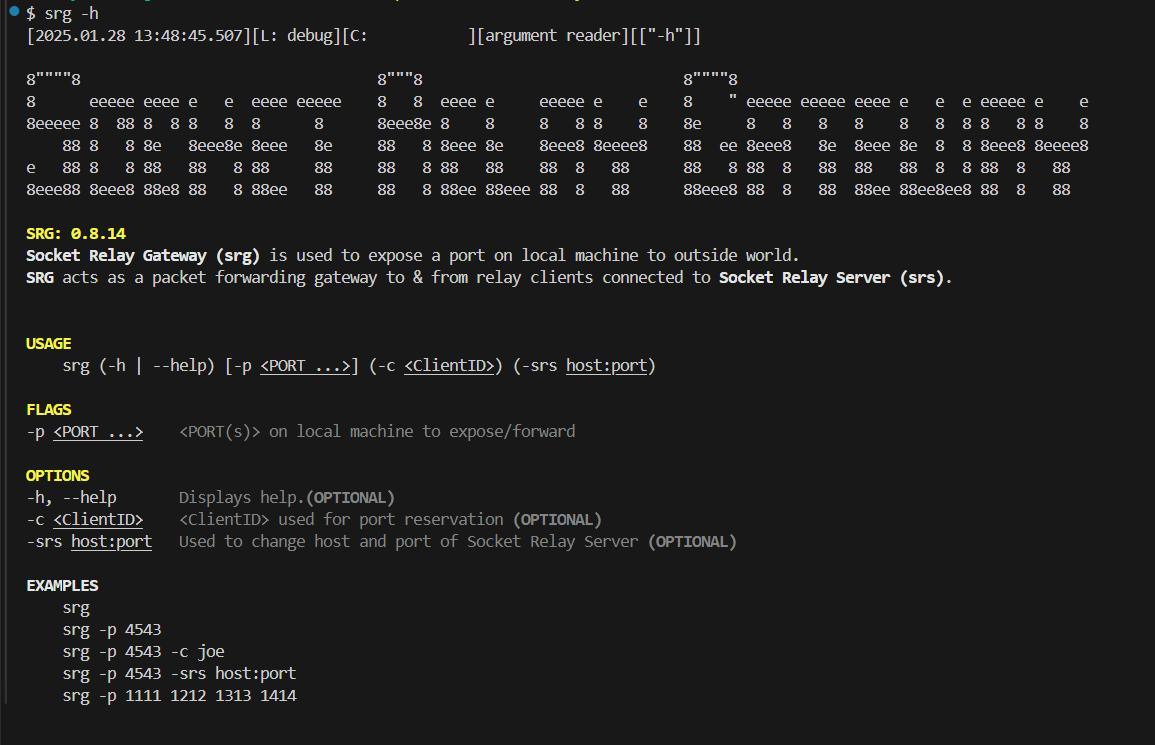 $ srg -h
[2025.01.28 13:48:45.507][L: debug][C:           ][argument reader][["-h"]]
8""""8                                 8"""8                             8""""8
8      eeeee eeee e   e  eeee eeeee    8   8  eeee e     eeeee e    e    8    " eeeee eeeee eeee e   e  e eeeee e    e
8eeeee 8  88 8  8 8   8  8      8      8eee8e 8    8     8   8 8    8    8e     8   8   8   8    8   8  8 8   8 8    8
    88 8   8 8e   8eee8e 8eee   8e     88   8 8eee 8e    8eee8 8eeee8    88  ee 8eee8   8e  8eee 8e  8  8 8eee8 8eeee8
e   88 8   8 88   88   8 88     88     88   8 88   88    88  8   88      88   8 88  8   88  88   88  8  8 88  8   88
8eee88 8eee8 88e8 88   8 88ee   88     88   8 88ee 88eee 88  8   88      88eee8 88  8   88  88ee 88ee8ee8 88  8   88
SRG: 0.8.14
Socket Relay Gateway (srg) is used to expose a port on local machine to outside world.
SRG acts as a packet forwarding gateway to & from relay clients connected to Socket Relay Server (srs).
USAGE
    srg (-h | --help) [-p <PORT ...>] (-c <ClientID>) (-srs host:port)
FLAGS
-p <PORT ...>    <PORT(s)> on local machine to expose/forward
OPTIONS
-h, --help       Displays help.(OPTIONAL)
-c <ClientID>    <ClientID> used for port reservation (OPTIONAL)
-srs host:port   Used to change host and port of Socket Relay Server (OPTIONAL)
EXAMPLES
    srg
    srg -p 4543
    srg -p 4543 -c joe
    srg -p 4543 -srs host:port
    srg -p 1111 1212 1313 1414